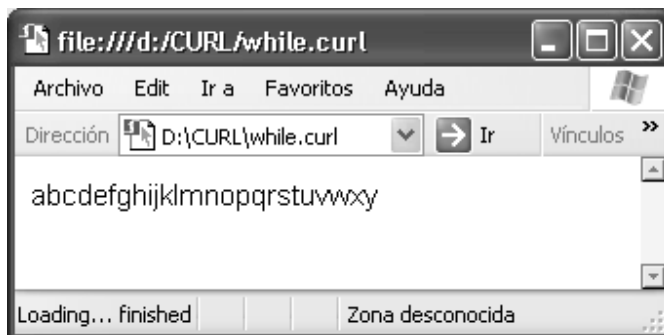 file:///d:/CURL/while.curl
Archivo Edit Ir a Favoritos Ayuda
Dirección D:\CURL\while.curl Ir Vínculos »
abcdefghijklmnopqrstuvwxy
Loading... finished Zona desconocida